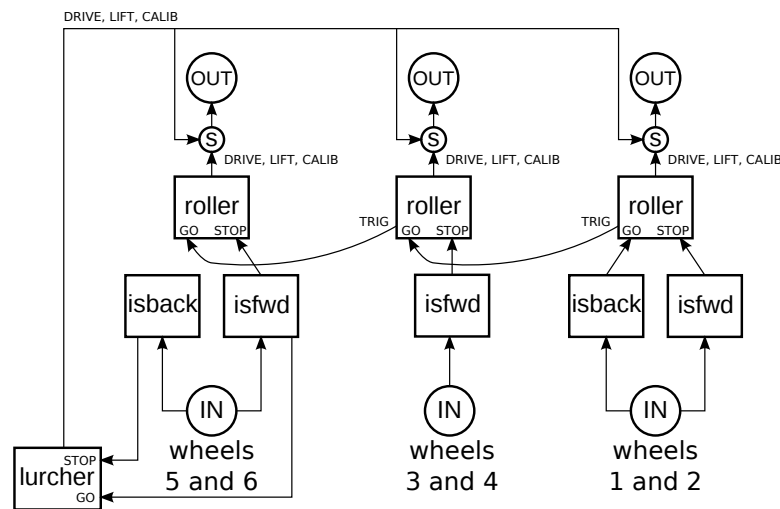 DRIVE, LIFT, CALIB
OUT
OUT
OUT
S
S
S
DRIVE, LIFT, CALIB
DRIVE, LIFT, CALIB
DRIVE, LIFT, CALIB
roller
GO STOP
TRIG
roller
GO STOP
TRIG
roller
GO STOP
isback
isfwd
isfwd
isback
isfwd
IN
IN
IN
wheels
5 and 6
wheels
3 and 4
wheels
1 and 2
STOP
lurcher
GO